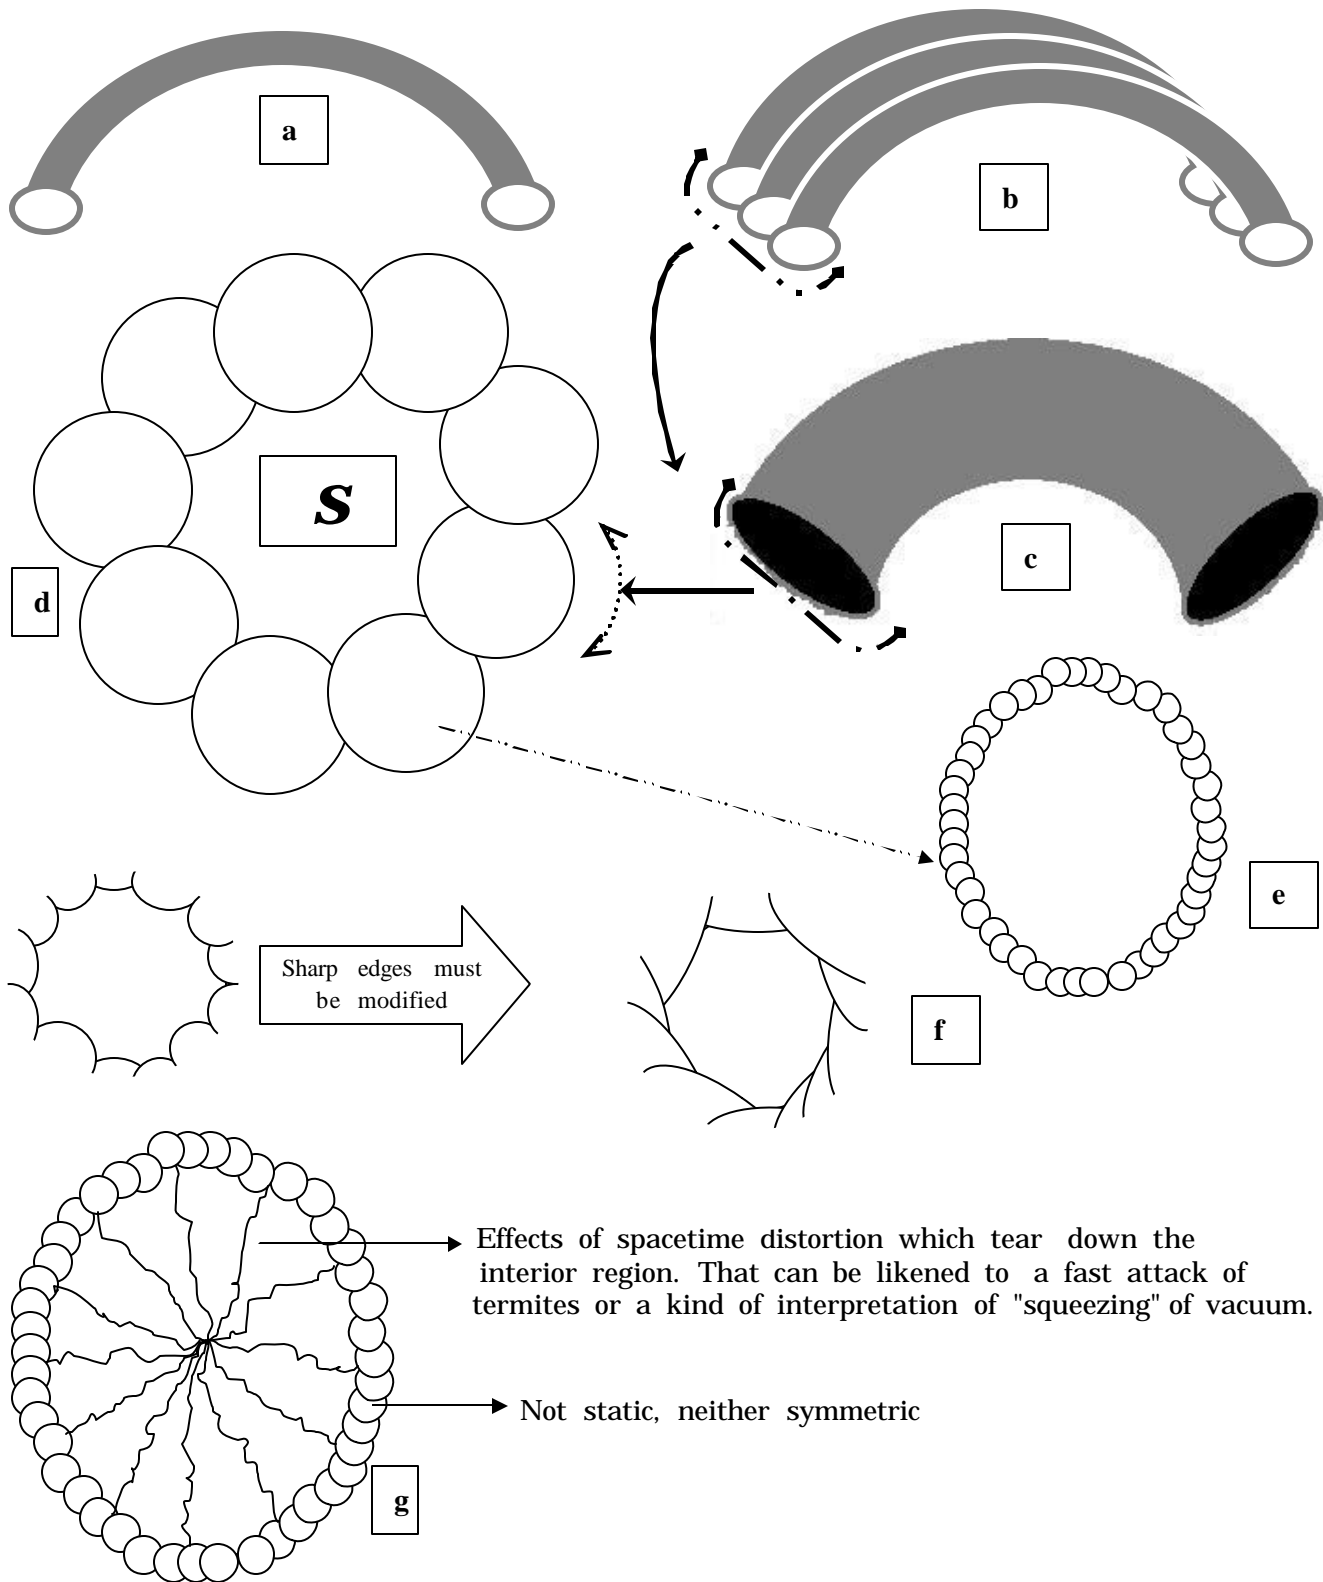 a
b
s
c
d
e
Sharp edges must
be modified
f
Effects of spacetime distortion which tear down the
interior region. That can be likened to a fast attack of
termites or a kind of interpretation of "squeezing" of vacuum.
Not static, neither symmetric
g